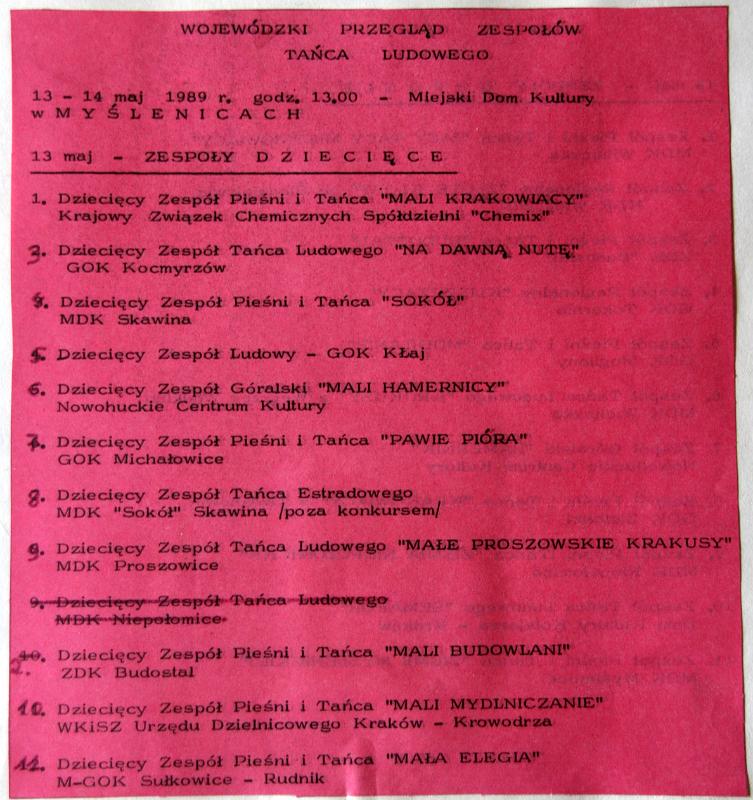 WOJEWÓDZKI PRZEGLĄD ZESPOŁÓW
TAŃCA LUDOWEGO
13 - 14 maj 1989 r. godz. 13,00 - Miejski Dom Kultury
w MYŚLENICACH
13 maj - ZESPOŁY DZIECIĘCE
1. Dziecięcy Zespół Pieśni i Tańca "MALI KRAKOWIACY"
Krajowy Związek Chemicznych Spółdzielni "Chemix"
3. Dziecięcy Zespół Tańca Ludowego "NA DAWNĄ NUTĘ"
GOK Kocmyrzów
Dziecięcy Zespół Pieśni i Tańca "SOKÓŁ"
MDK Skawina
5. Dziecięcy Zespół Ludowy - GOK Kłaj
6. Dziecięcy Zespół Góralski "MALI HAMERNICY"
Nowohuckie Centrum Kultury
7. Dziecięcy Zespół Pieśni i Tańca "PAWIE PIÓRA"
GOK Michałowice
8. Dziecięcy Zespół Tańca Estradowego
MDK "Sokół" Skawina /poza konkursem/
9. Dziecięcy Zespół Tańca Ludowego "MAŁE PROSZOWSKIE KRAKUSY"
MDK Proszowice
9. Dziecięcy Zespół Tańca Ludowego
MDK Niepołomice
10. Dziecięcy Zespół Pieśni i Tańca "MALI BUDOWLANI"
2. ZDK Budostal
10. Dziecięcy Zespół Pieśni i Tańca "MALI MYDLNICZANIE"
WKiSZ Urzędu Dzielnicowego Kraków - Krowodrza
11. Dziecięcy Zespół Pieśni i Tańca "MAŁA ELEGIA"
M-GOK Sułkowice - Rudnik